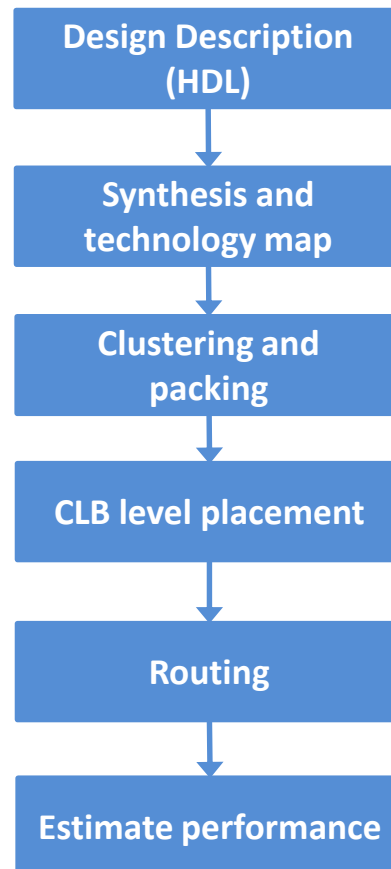 Design Description
(HDL)
Synthesis and
technology map
Clustering and
packing
CLB level placement
Routing
Estimate performance